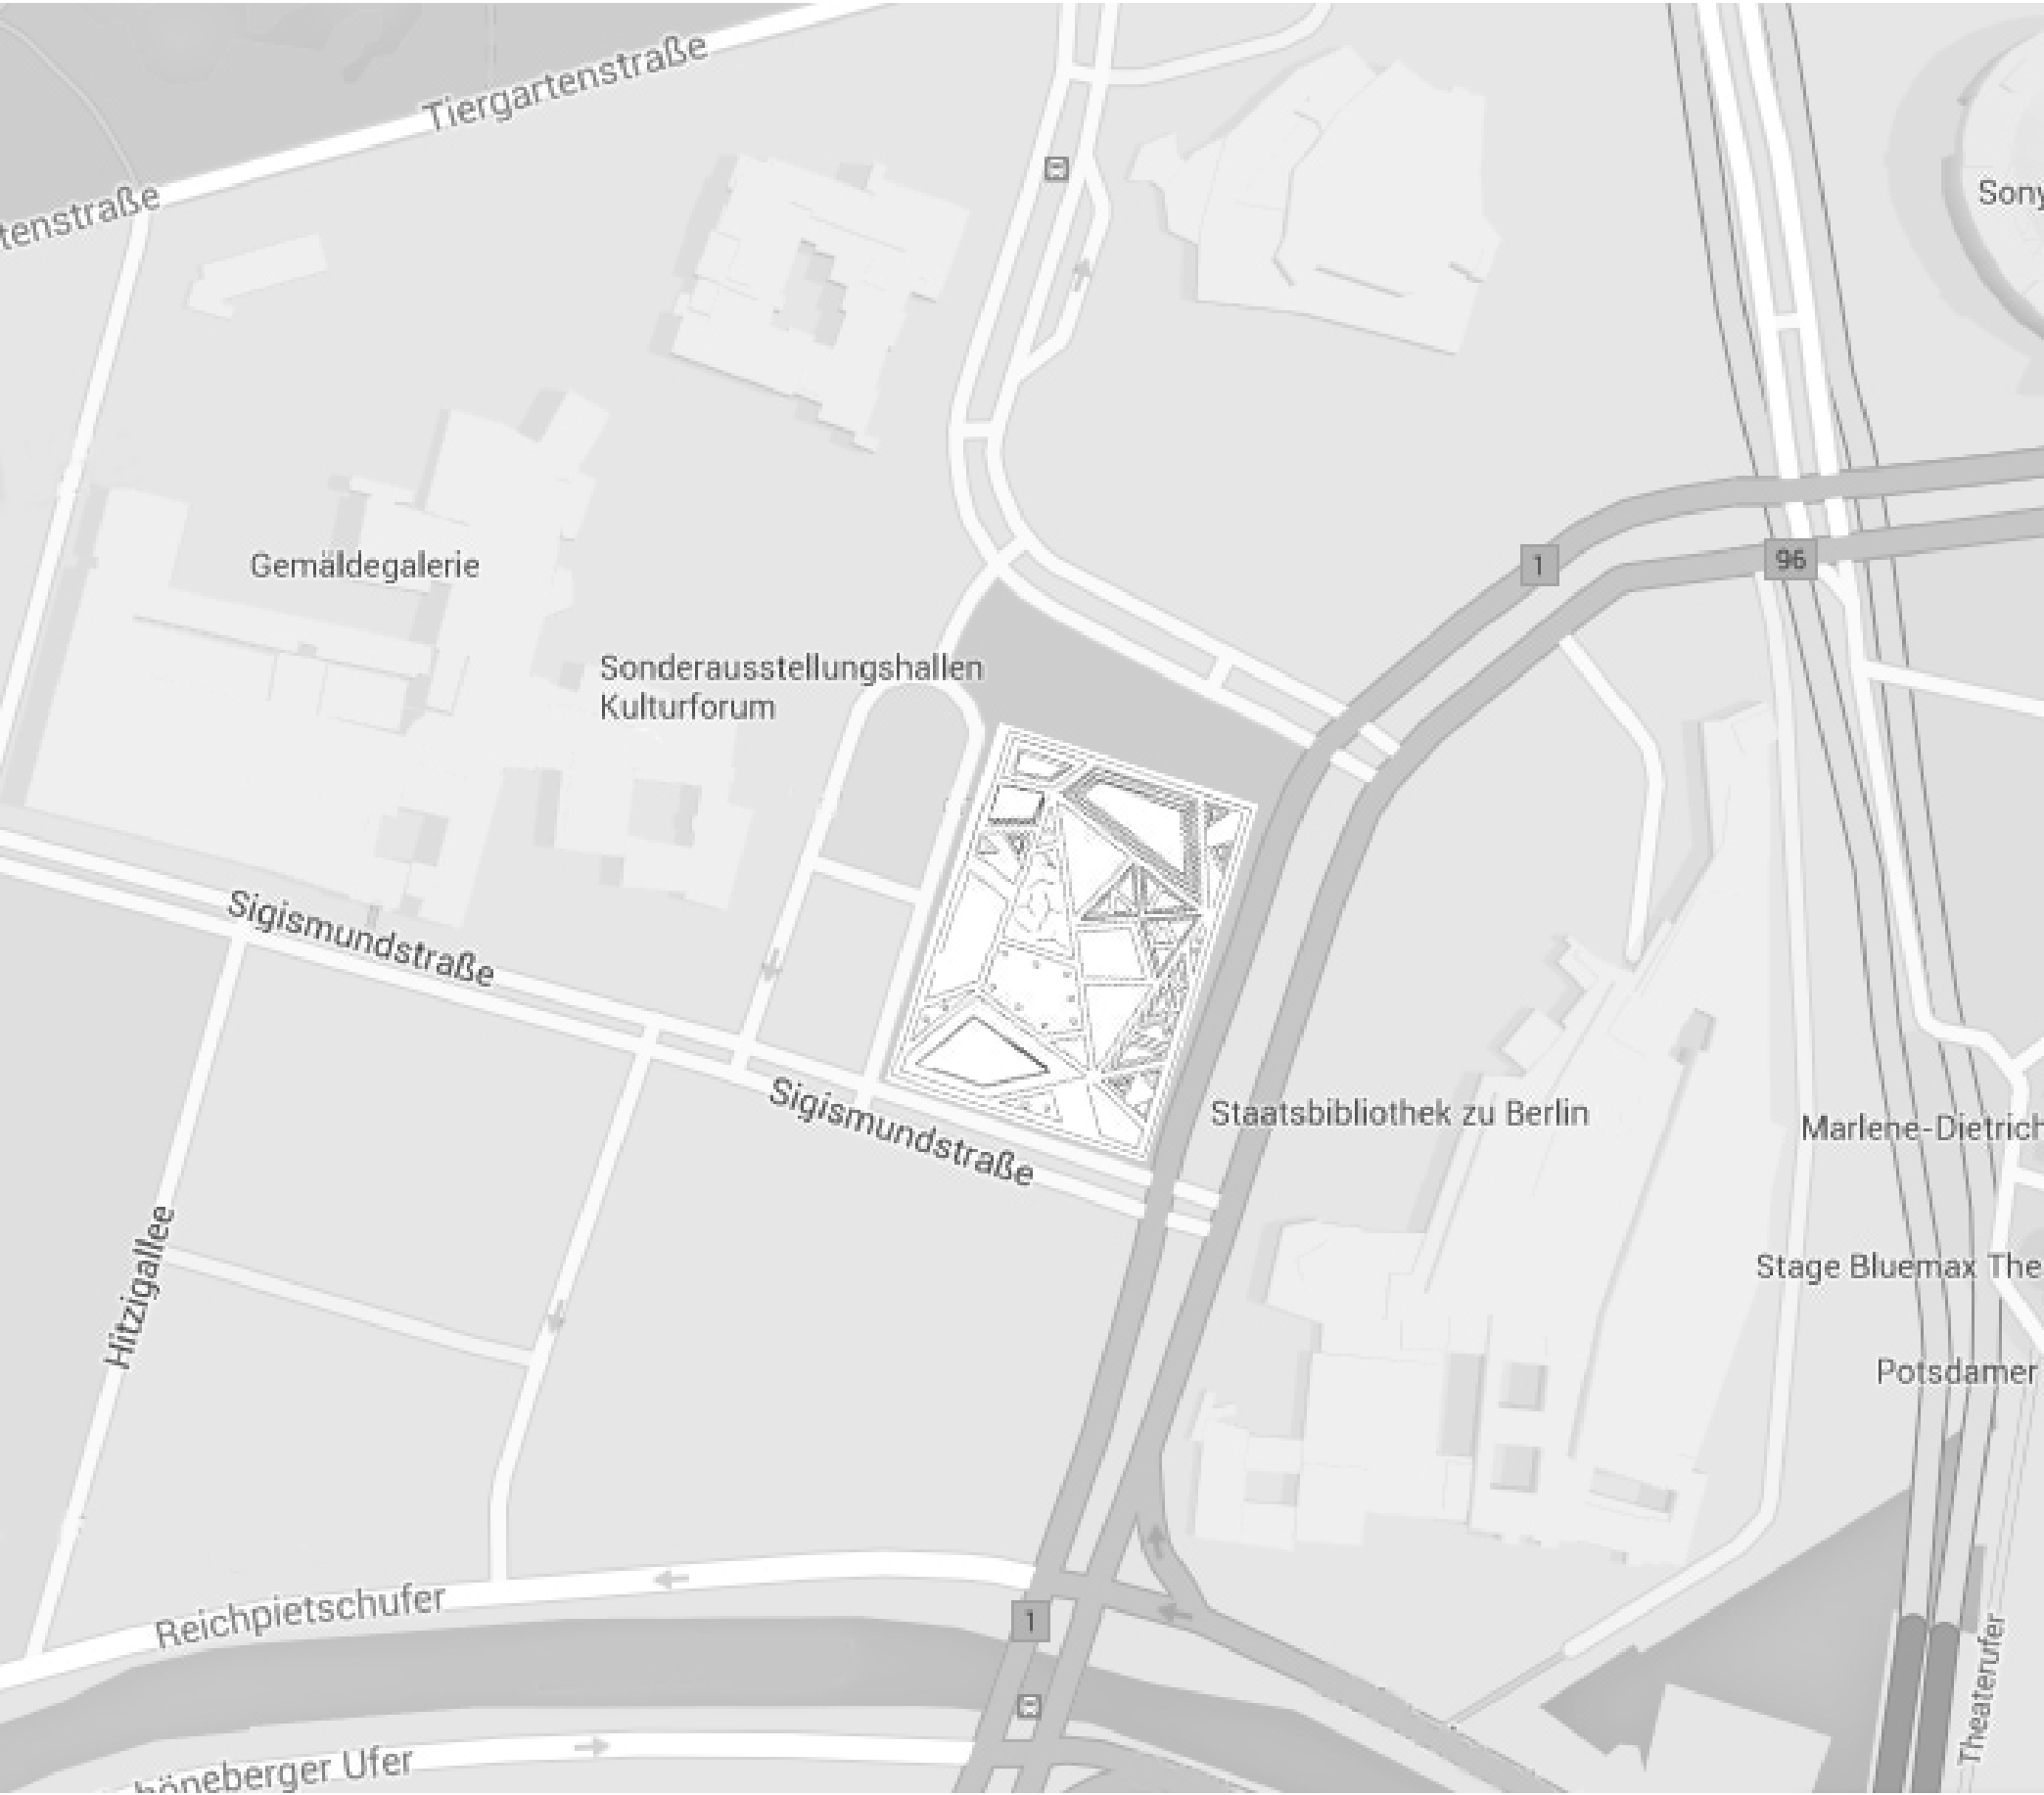 Tiergartenstraße
tenstraße
Sony
Gemäldegalerie
1
96
Sonderausstellungshallen
Kulturforum
Sigismundstraße
Sigismundstraße
Staatsbibliothek zu Berlin
Marlene-Dietrich
Hitzigallee
Stage Bluemax The
Potsdamer
Reichpietschufer
1
Theaterufer
höneberger Ufer